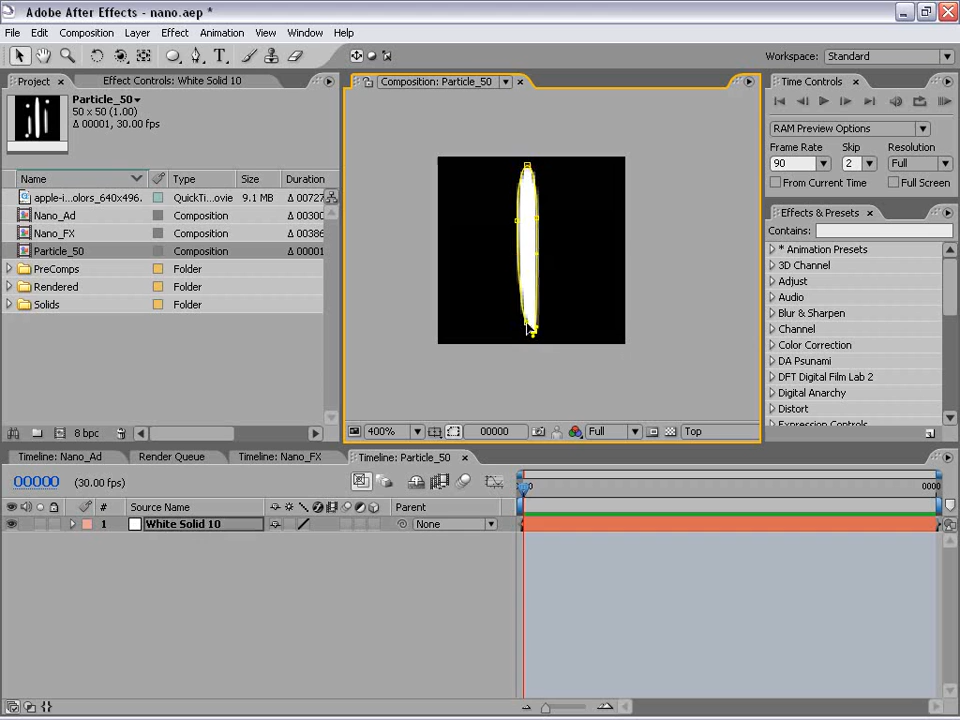 Adobe After Effects - nano.aep *
File Edit Composition Layer Effect Animation View Window Help
Workspace: Standard
Project Effect Controls: White Solid 10
Composition: Particle_50
Time Controls
Particle_50
50 x 50 (1.00)
Δ 00001, 30.00 fps
RAM Preview Options
Frame Rate Skip Resolution
90 2 Full
From Current Time Full Screen
Name Type Size Duration
apple-i...olors_640x496. QuickTi...ovie 9.1 MB Δ 00727
Nano_Ad Composition Δ 00300
Nano_FX Composition Δ 00386
Particle_50 Composition Δ 00001
PreComps Folder
Rendered Folder
Solids Folder
Effects & Presets
Contains:
* Animation Presets
3D Channel
Adjust
Audio
Blur & Sharpen
Channel
Color Correction
DA Psunami
DFT Digital Film Lab 2
Digital Anarchy
Distort
Expression Controls
8 bpc
400% 00000 Full Top
Timeline: Nano_Ad Render Queue Timeline: Nano_FX Timeline: Particle_50
00000 (30.00 fps)
0000
# Source Name Parent
1 White Solid 10 None